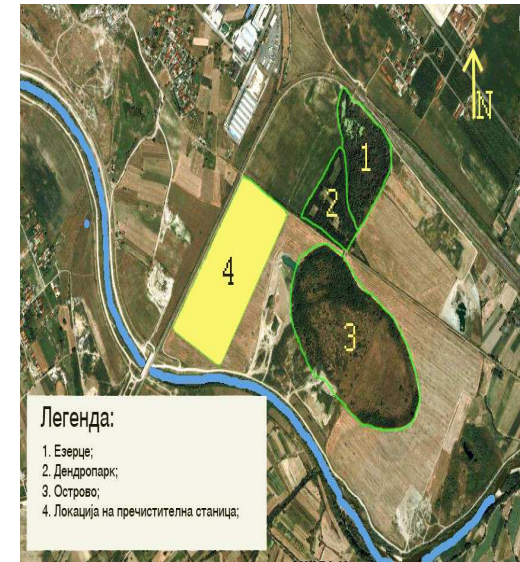 N
1
2
4
3
Легенда:
1. Езерце;
2. Дендропарк;
3. Острово;
4. Локација на пречистителна станица;